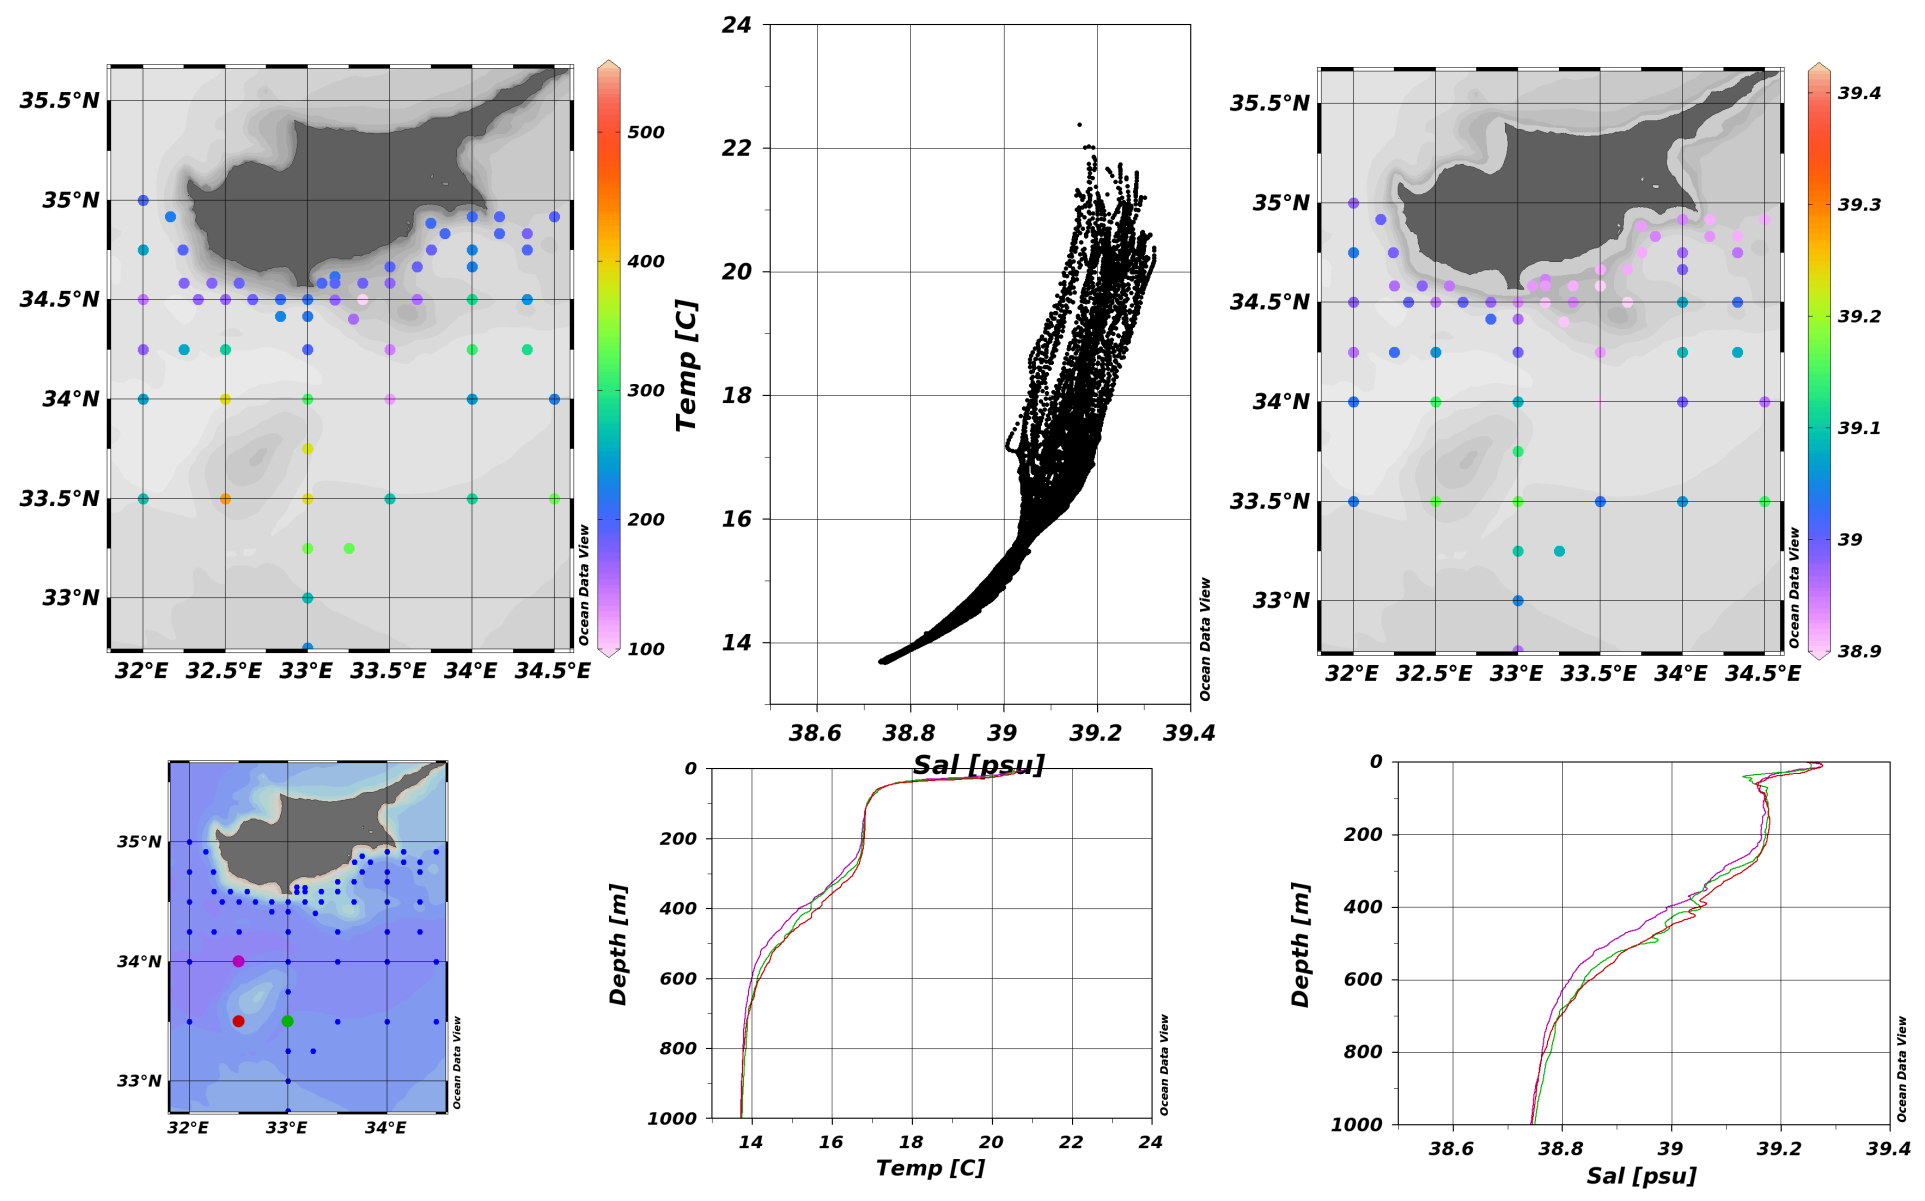 35.5°N
35°N
34.5°N
34°N
33.5°N
33°N
32°E 32.5°E 33°E 33.5°E 34°E 34.5°E
500
400
300
200
100
Ocean Data View
24
22
20
18
16
14
Temp [C]
38.6 38.8 39 39.2 39.4
Sal [psu]
Ocean Data View
35.5°N
35°N
34.5°N
34°N
33.5°N
33°N
32°E 32.5°E 33°E 33.5°E 34°E 34.5°E
39.4
39.3
39.2
39.1
39
38.9
Ocean Data View
35°N
34°N
33°N
32°E 33°E 34°E
Ocean Data View
0
200
400
600
800
1000
Depth [m]
14 16 18 20 22 24
Temp [C]
Ocean Data View
0
200
400
600
800
1000
Depth [m]
38.6 38.8 39 39.2 39.4
Sal [psu]
Ocean Data View